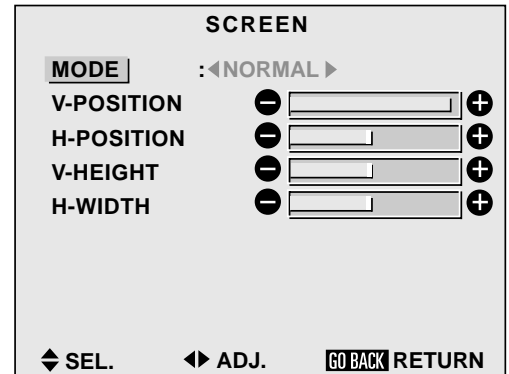 SCREEN
MODE : NORMAL
V-POSITION
H-POSITION
V-HEIGHT
H-WIDTH
SEL. ADJ. GO BACK RETURN